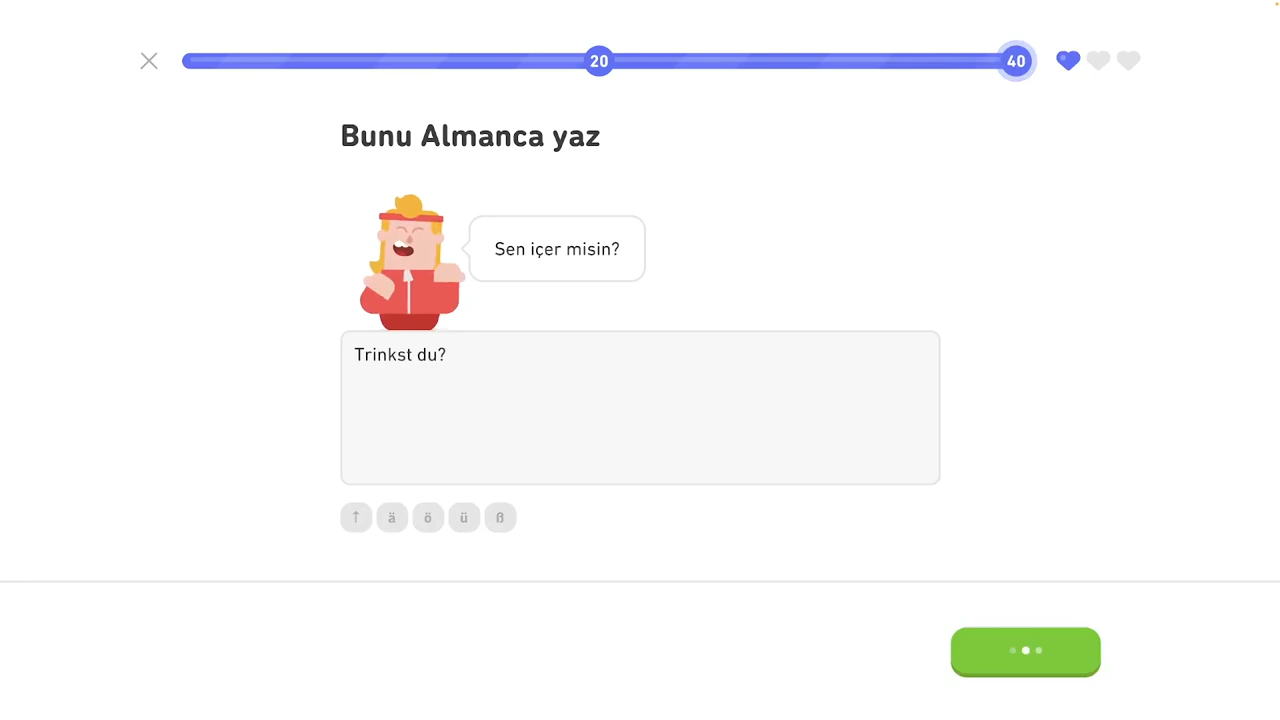 20
40
Bunu Almanca yaz
Sen içer misin?
Trinkst du?
↑ ä ö ü ß